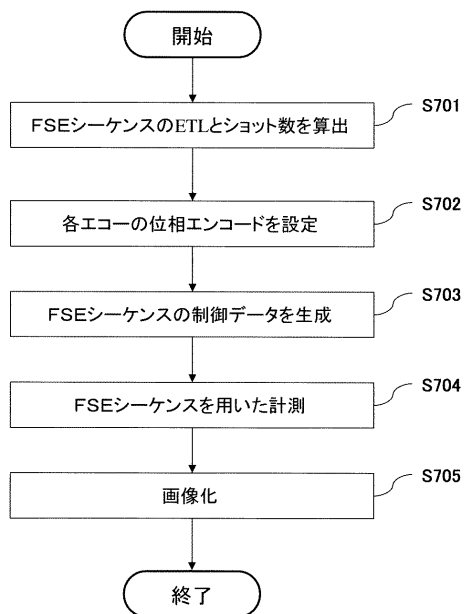 開始
FSEシーケンスのETLとショット数を算出
S701
各エコーの位相エンコードを設定
S702
FSEシーケンスの制御データを生成
S703
FSEシーケンスを用いた計測
S704
画像化
S705
終了